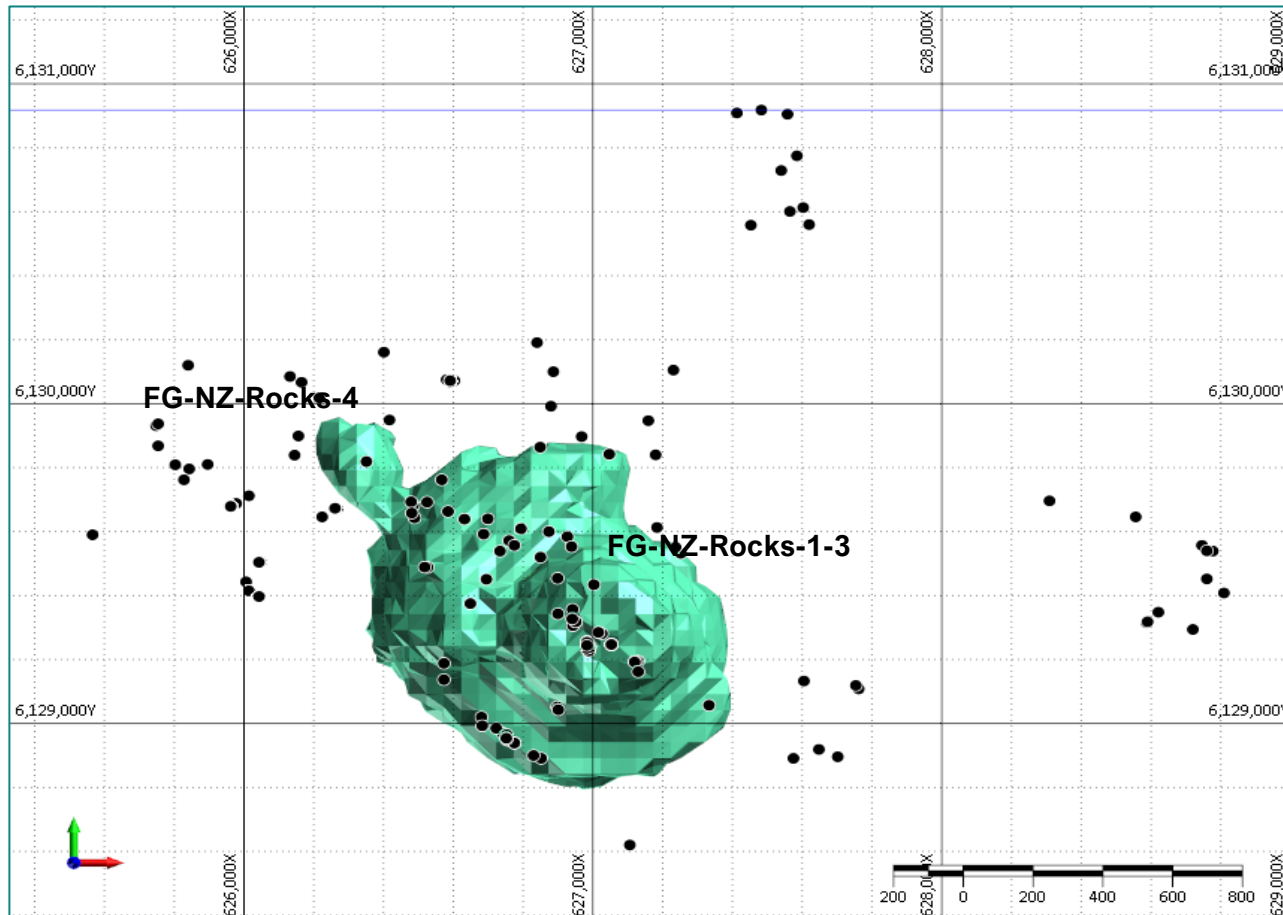 626,000X
627,000X
628,000X
629,000X
6,131,000Y
6,131,000Y
6,130,000Y
6,130,000Y
FG-NZ-Rocks-4
FG-NZ-Rocks-1-3
6,129,000Y
6,129,000Y
626,000X
627,000X
628,000X
629,000X
200 0 200 400 600 800